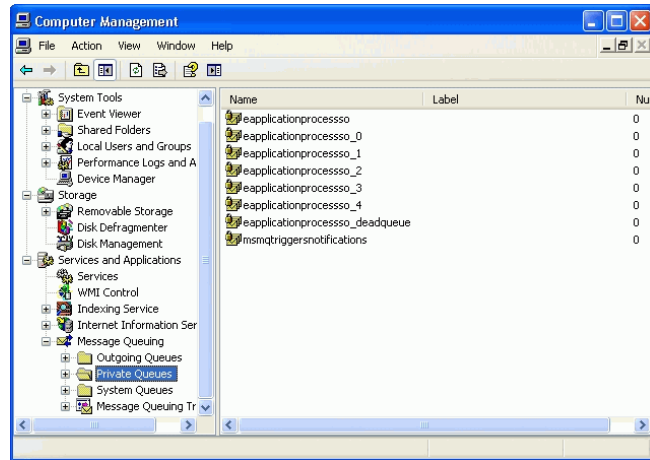 Computer Management
File Action View Window Help
System Tools
Event Viewer
Shared Folders
Local Users and Groups
Performance Logs and A
Device Manager
Storage
Removable Storage
Disk Defragmenter
Disk Management
Services and Applications
Services
WMI Control
Indexing Service
Internet Information Ser
Message Queuing
Outgoing Queues
Private Queues
System Queues
Message Queuing Tr
Name Label Nu
eapplicationprocessso 0
eapplicationprocessso_0 0
eapplicationprocessso_1 0
eapplicationprocessso_2 0
eapplicationprocessso_3 0
eapplicationprocessso_4 0
eapplicationprocessso_deadqueue 0
msmqtriggersnotifications 0